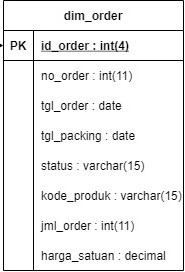 dim_order
PK id_order : int(4)
no_order : int(11)
tgl_order : date
tgl_packing : date
status : varchar(15)
kode_produk : varchar(15)
jml_order : int(11)
harga_satuan : decimal